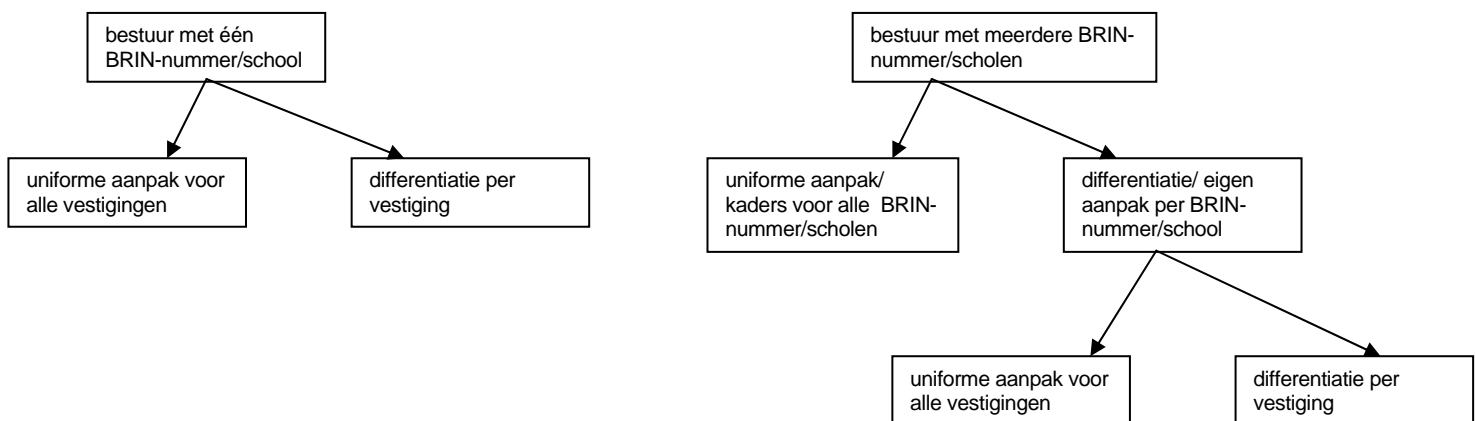 bestuur met één
BRIN-nummer/school
uniforme aanpak voor
alle vestigingen
differentiatie per
vestiging
bestuur met meerdere BRIN-
nummer/scholen
uniforme aanpak/
kaders voor alle  BRIN-
nummer/scholen
differentiatie/ eigen
aanpak per BRIN-
nummer/school
uniforme aanpak voor
alle vestigingen
differentiatie per
vestiging